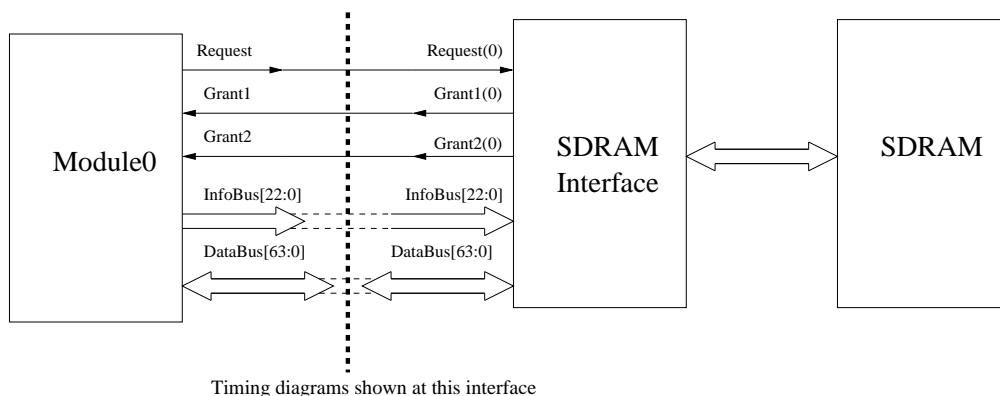 Request
Request(0)
Grant1
Grant1(0)
Grant2
Grant2(0)
Module0
SDRAM
Interface
SDRAM
InfoBus[22:0]
InfoBus[22:0]
DataBus[63:0]
DataBus[63:0]
Timing diagrams shown at this interface